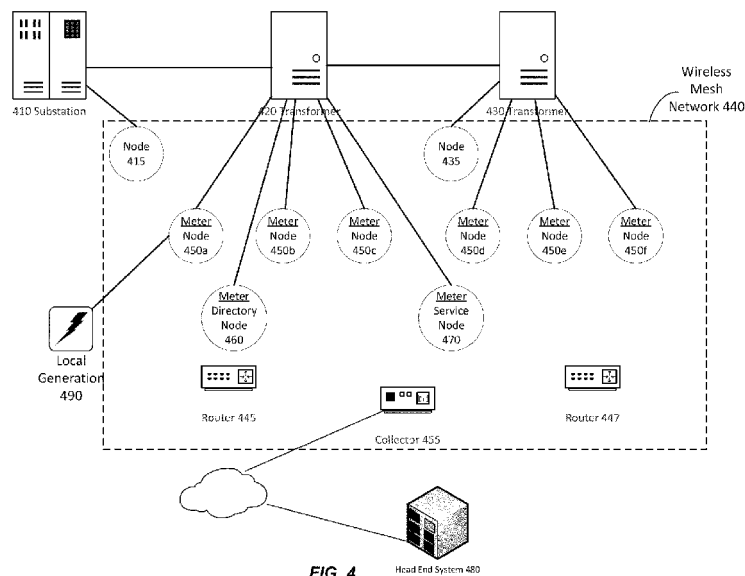 410 Substation
420 Transformer
430 Transformer
Wireless
Mesh
Network 440
Node
415
Node
435
Meter
Node
450a
Meter
Node
450b
Meter
Node
450c
Meter
Node
450d
Meter
Node
450e
Meter
Node
450f
Meter
Directory
Node
460
Meter
Service
Node
470
Local
Generation
490
Router 445
Collector 455
Router 447
Head End System 480
FIG. 4